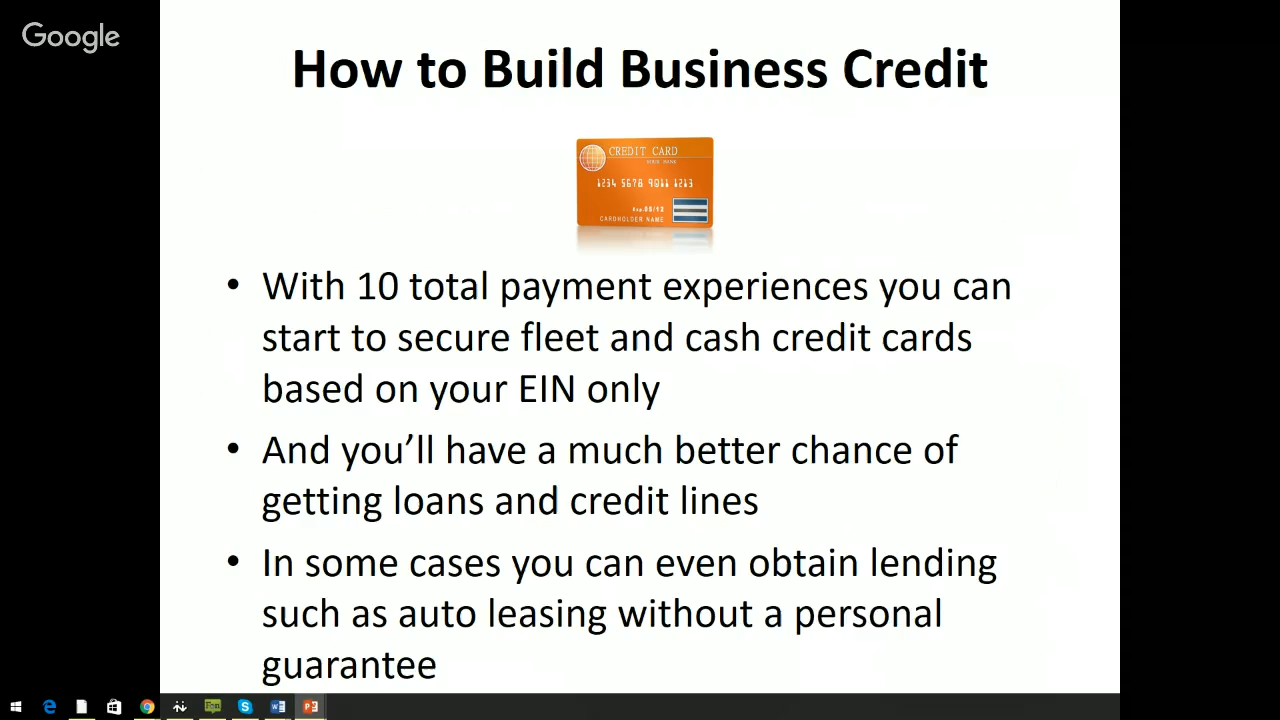 Google
How to Build Business Credit
CREDIT CARD
1234 5678 9011 1213
CARDHOLDER NAME
• With 10 total payment experiences you can
start to secure fleet and cash credit cards
based on your EIN only
• And you’ll have a much better chance of
getting loans and credit lines
• In some cases you can even obtain lending
such as auto leasing without a personal
guarantee